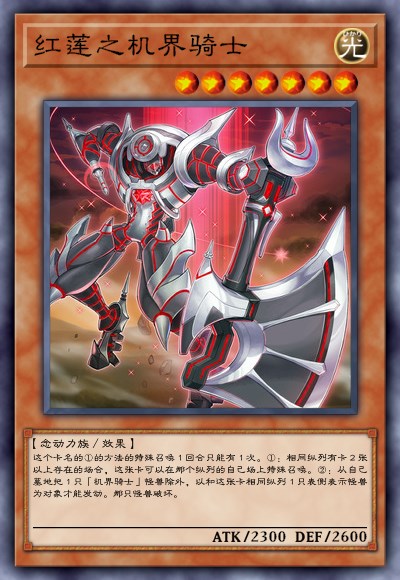 红莲之机界骑士
光
【念动力族/效果】
这个卡名的①的方法的特殊召唤1回合只能有1次。①：相同纵列有卡2张
以上存在的场合，这张卡可以在那个纵列的自己场上特殊召唤。②：从自己
墓地把1只「机界骑士」怪兽除外，以和这张卡相同纵列1只表侧表示怪兽
为对象才能发动。那只怪兽破坏。
ATK/2300 DEF/2600